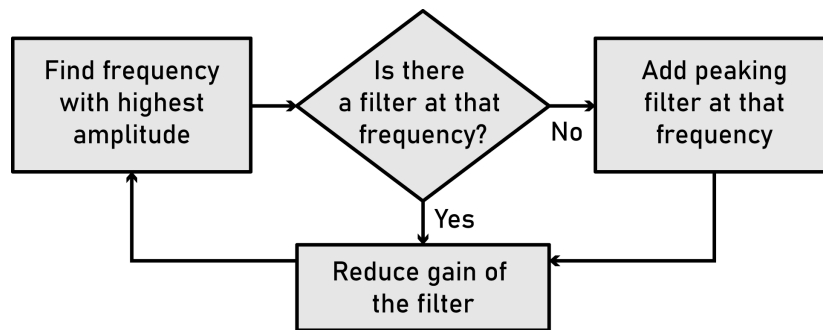 Find frequency
with highest
amplitude
Is there
a filter at that
frequency?
No
Add peaking
filter at that
frequency
Yes
Reduce gain of
the filter